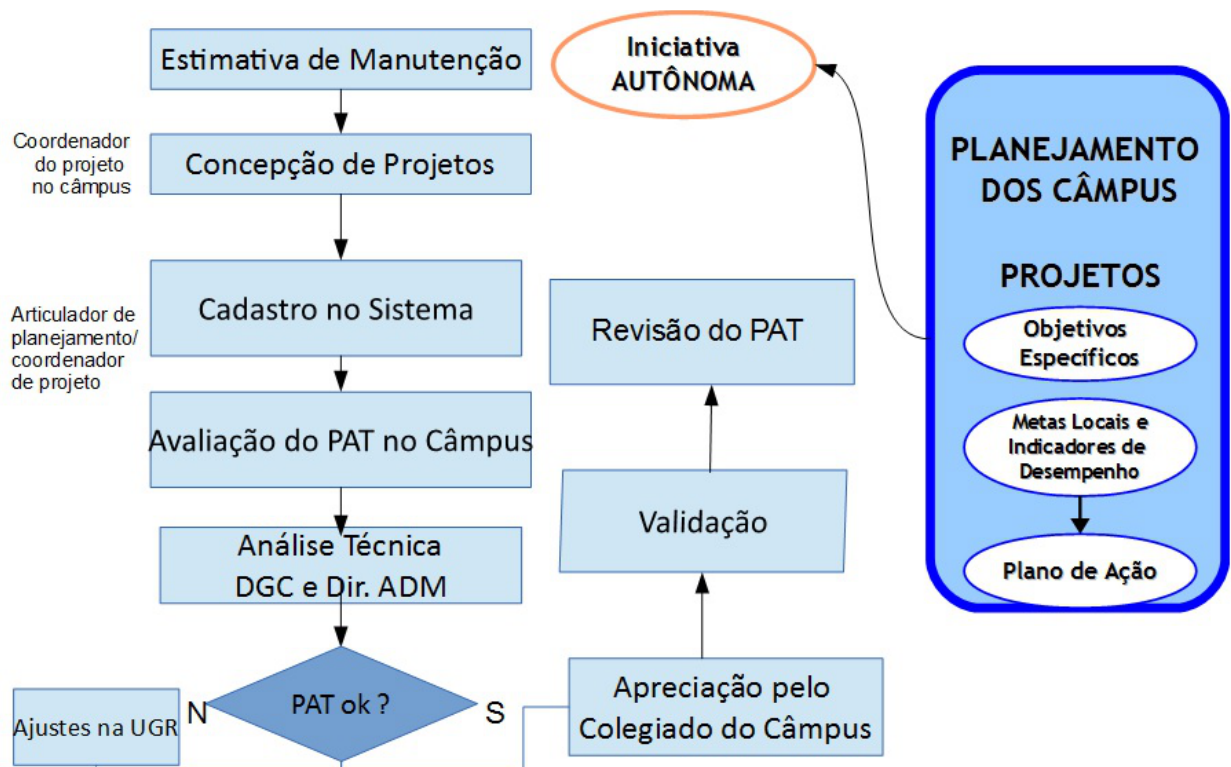 Estimativa de Manutenção
Coordenador
do projeto
no câmpus
Concepção de Projetos
Articulador de
planejamento/
coordenador
de projeto
Cadastro no Sistema
Avaliação do PAT no Câmpus
Análise Técnica
DGC e Dir. ADM
PAT ok ?
N
S
Ajustes na UGR
Apreciação pelo
Colegiado do Câmpus
Validação
Revisão do PAT
Iniciativa
AUTÔNOMA
PLANEJAMENTO
DOS CÂMPUS
PROJETOS
Objetivos
Específicos
Metas Locais e
Indicadores de
Desempenho
Plano de Ação